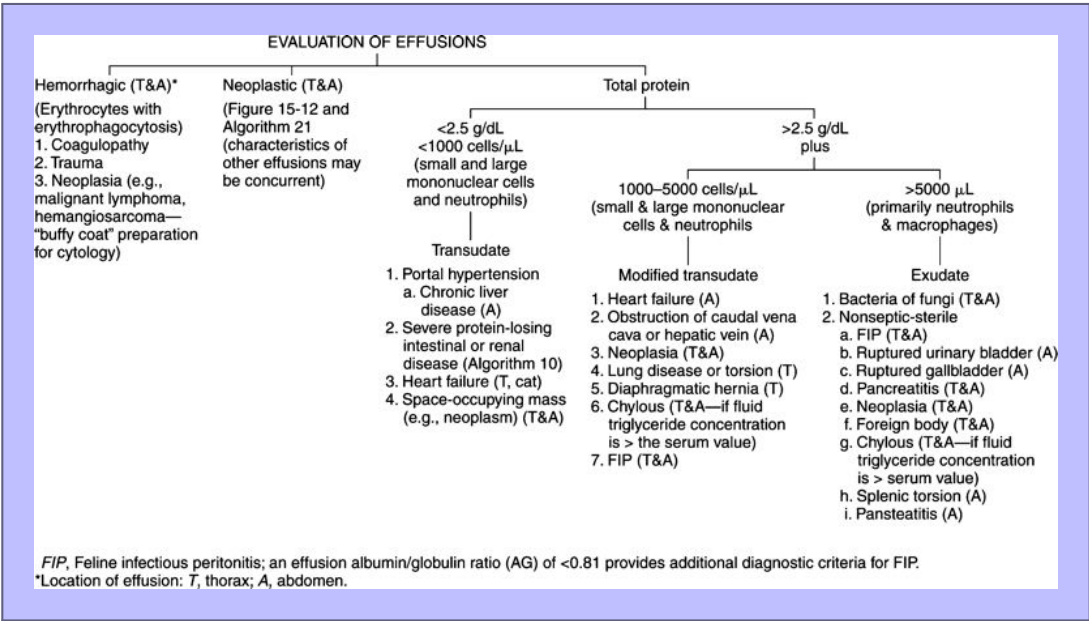 EVALUATION OF EFFUSIONS
Hemorrhagic (T&A)*
(Erythrocytes with
erythrophagocytosis)
1. Coagulopathy
2. Trauma
3. Neoplasia (e.g.,
malignant lymphoma,
hemangiosarcoma—
“buffy coat” preparation
for cytology)
Neoplastic (T&A)
(Figure 15-12 and
Algorithm 21
(characteristics of
other effusions may
be concurrent)
Total protein
<2.5 g/dL
<1000 cells/μL
(small and large
mononuclear cells
and neutrophils)
Transudate
1. Portal hypertension
a. Chronic liver
disease (A)
2. Severe protein-losing
intestinal or renal
disease (Algorithm 10)
3. Heart failure (T, cat)
4. Space-occupying mass
(e.g., neoplasm) (T&A)
>2.5 g/dL
plus
1000–5000 cells/μL
(small & large mononuclear
cells & neutrophils
Modified transudate
1. Heart failure (A)
2. Obstruction of caudal vena
cava or hepatic vein (A)
3. Neoplasia (T&A)
4. Lung disease or torsion (T)
5. Diaphragmatic hernia (T)
6. Chylous (T&A—if fluid
triglyceride concentration
is > the serum value)
7. FIP (T&A)
>5000 μL
(primarily neutrophils
& macrophages)
Exudate
1. Bacteria of fungi (T&A)
2. Nonseptic-sterile
a. FIP (T&A)
b. Ruptured urinary bladder (A)
c. Ruptured gallbladder (A)
d. Pancreatitis (T&A)
e. Neoplasia (T&A)
f. Foreign body (T&A)
g. Chylous (T&A—if fluid
triglyceride concentration
is > serum value)
h. Splenic torsion (A)
i. Pansteatitis (A)
FIP, Feline infectious peritonitis; an effusion albumin/globulin ratio (AG) of <0.81 provides additional diagnostic criteria for FIP.
*Location of effusion: T, thorax; A, abdomen.